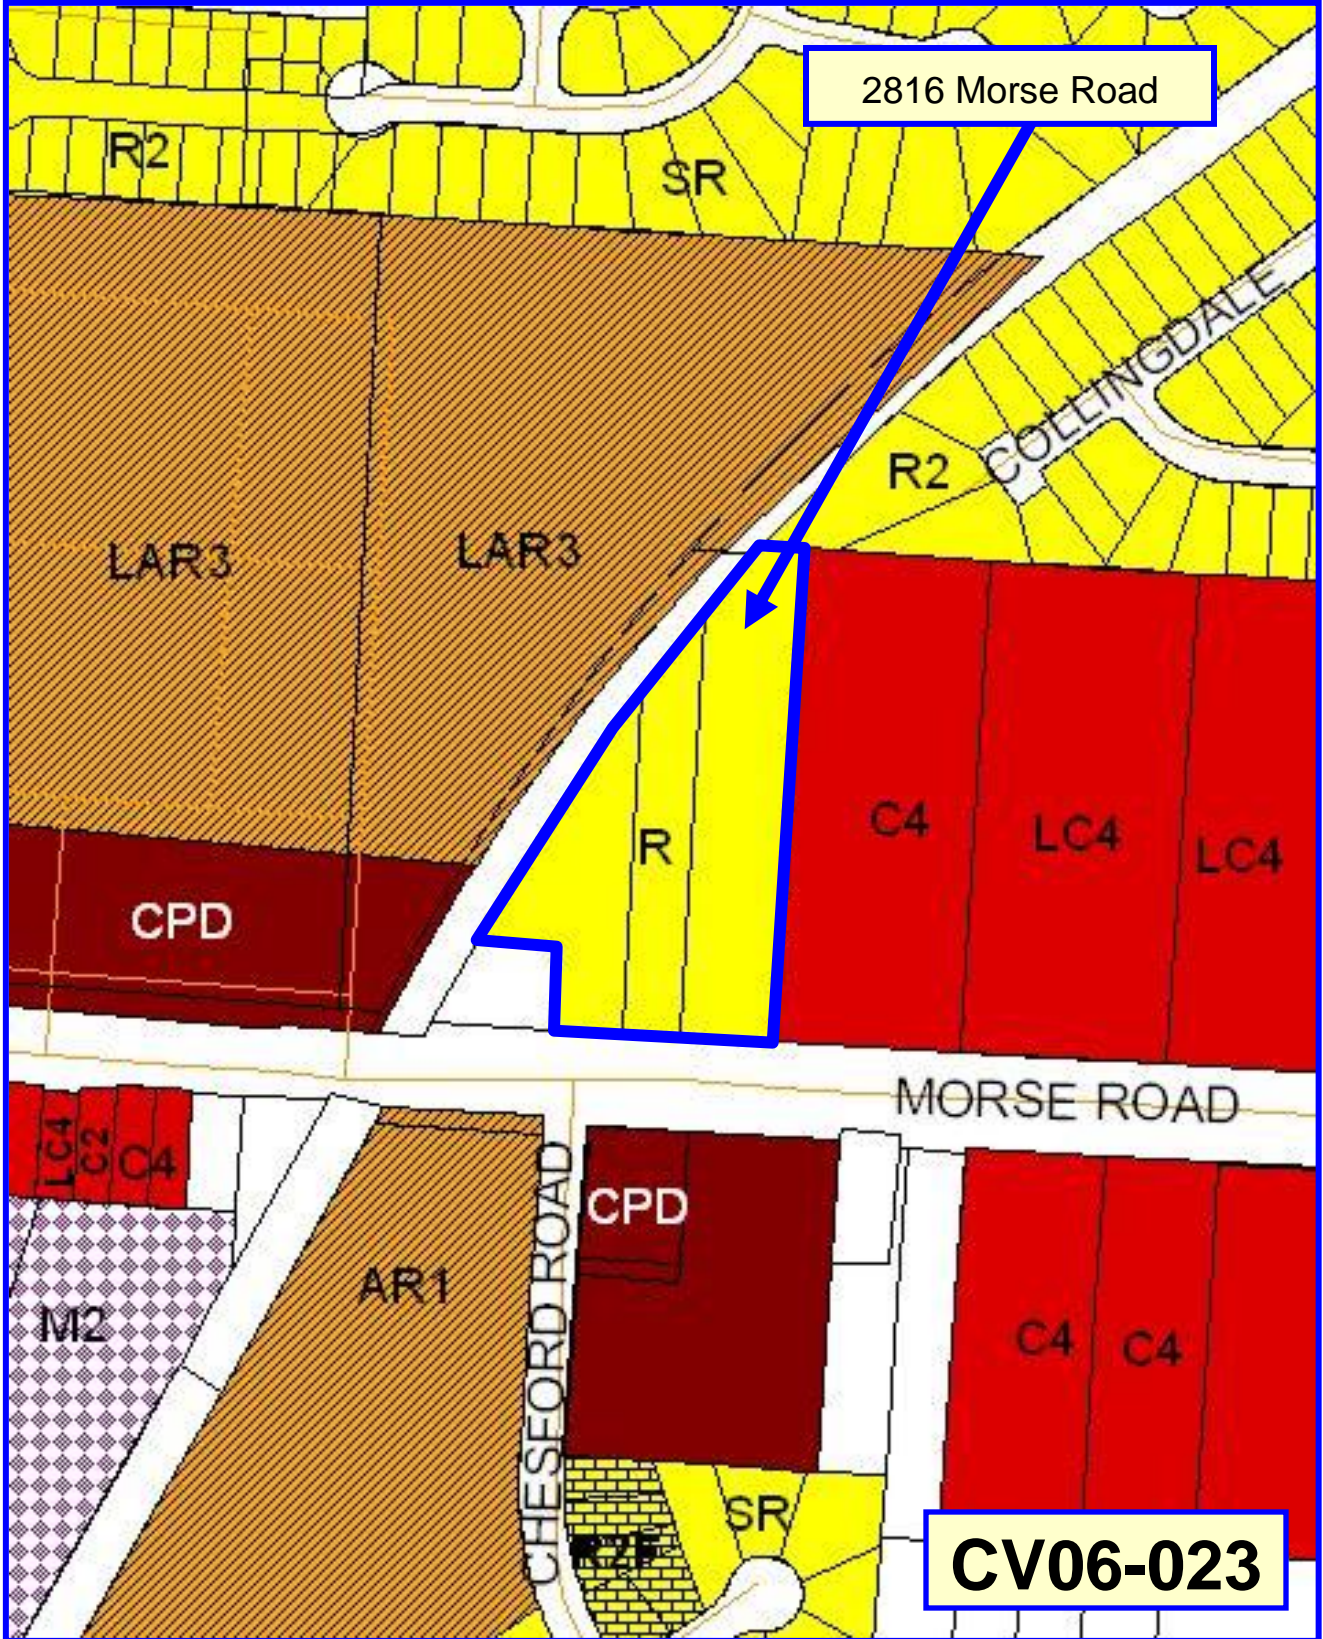 2816 Morse Road
R2
SR
COLLINGDALE
R2
LAR3
LAR3
R
C4
LC4
LC4
CPD
MORSE ROAD
LC4
C2
C4
CHESFORD ROAD
CPD
AR1
M2
C4
C4
SR
R2F
CV06-023